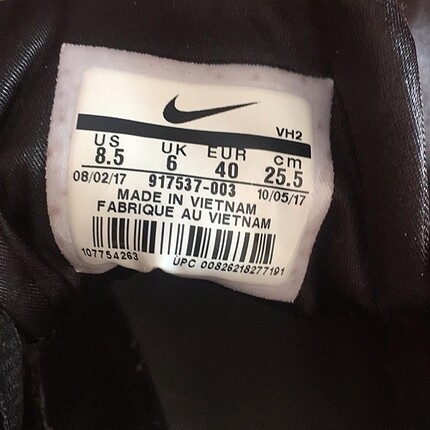 VH2
US UK EUR cm
8.5 6 40 25.5
08/02/17 917537-003 10/05/17
MADE IN VIETNAM
FABRIQUE AU VIETNAM
107754263 UPC 00826218277191